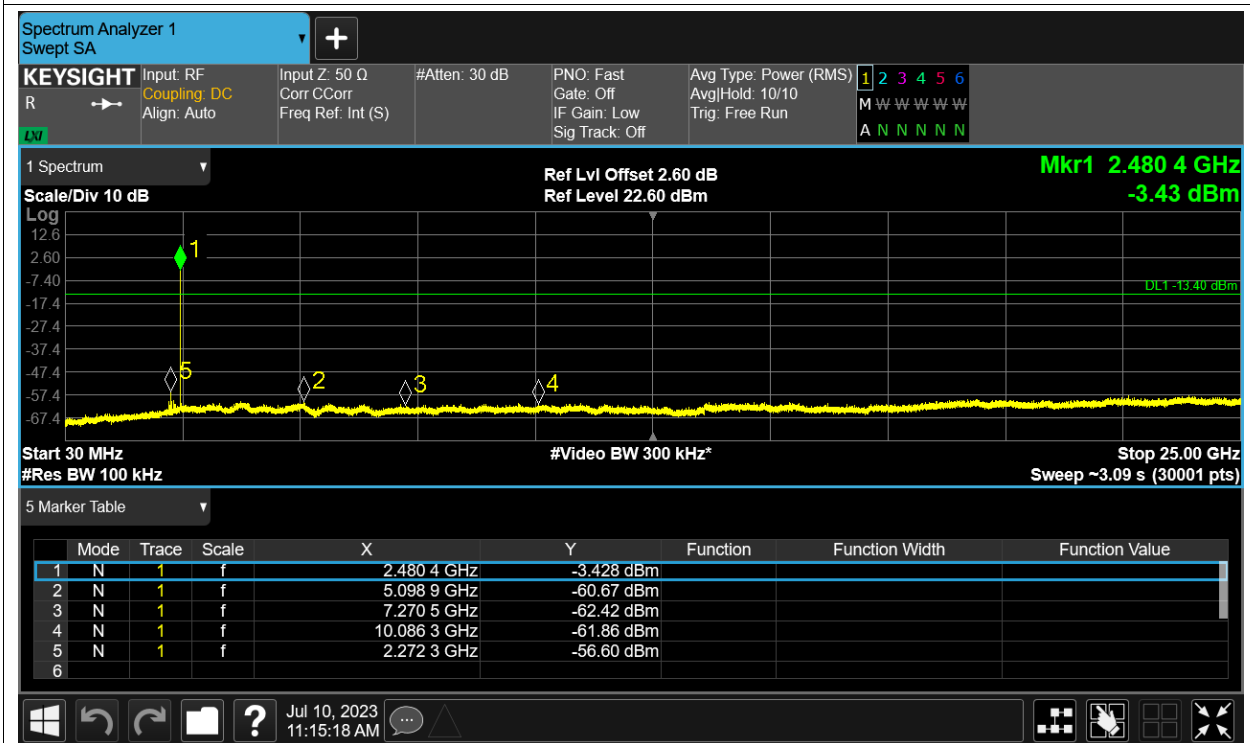 Spectrum Analyzer 1
Swept SA
KEYSIGHT
R
LXI
Input: RF
Coupling: DC
Align: Auto
Input Z: 50 Ω
Corr CCorr
Freq Ref: Int (S)
#Atten: 30 dB
PNO: Fast
Gate: Off
IF Gain: Low
Sig Track: Off
Avg Type: Power (RMS)
Avg|Hold: 10/10
Trig: Free Run
1 2 3 4 5 6
M W W W W W
A N N N N N
1 Spectrum
Scale/Div 10 dB
Ref Lvl Offset 2.60 dB
Ref Level 22.60 dBm
Mkr1 2.480 4 GHz
-3.43 dBm
Log
12.6
2.60
-7.40
-17.4
-27.4
-37.4
-47.4
-57.4
-67.4
1
DL1 -13.40 dBm
5
2
3
4
Start 30 MHz
#Video BW 300 kHz*
Stop 25.00 GHz
#Res BW 100 kHz
Sweep ~3.09 s (30001 pts)
5 Marker Table
Mode Trace Scale X Y Function Function Width Function Value
1 N 1 f 2.480 4 GHz -3.428 dBm
2 N 1 f 5.098 9 GHz -60.67 dBm
3 N 1 f 7.270 5 GHz -62.42 dBm
4 N 1 f 10.086 3 GHz -61.86 dBm
5 N 1 f 2.272 3 GHz -56.60 dBm
6
?
Jul 10, 2023
11:15:18 AM